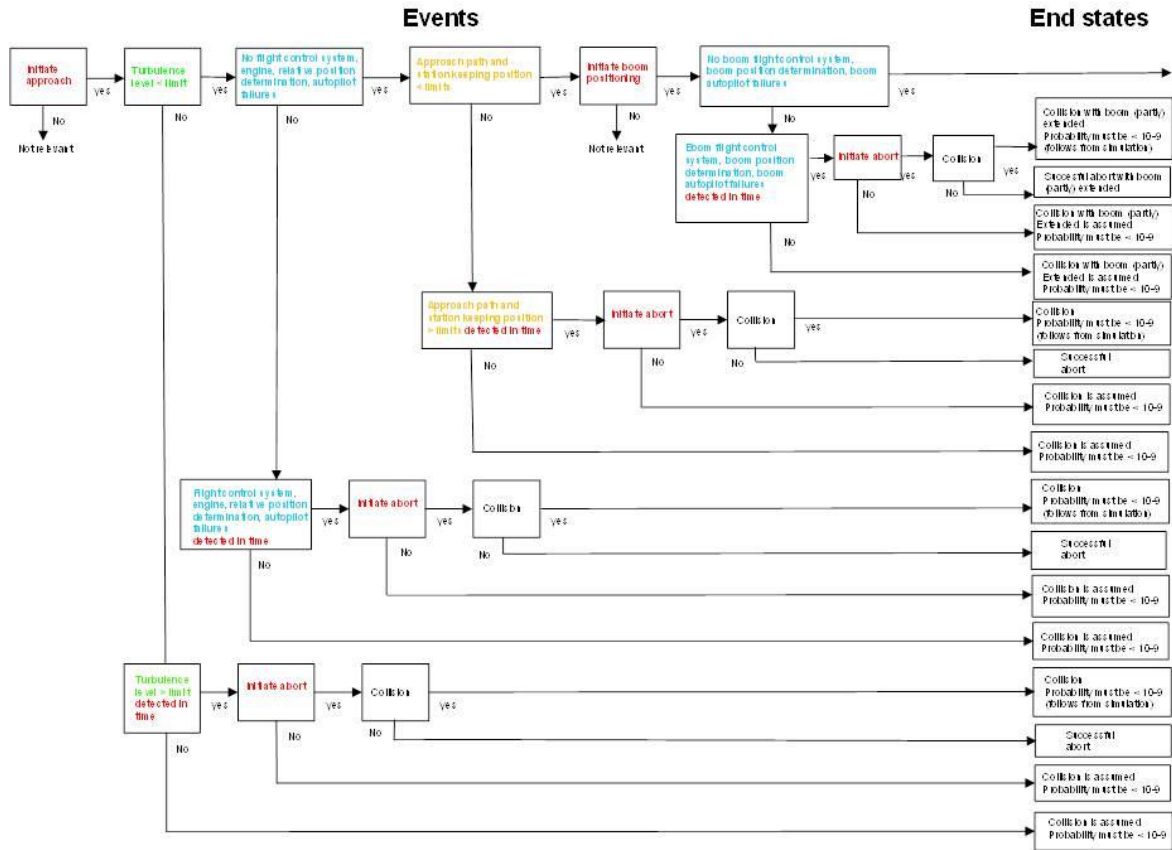 Events
End states
Initiate
approach
yes
No
Not relevant
Turbulence
level < limit
yes
No
No flight control system,
engine, relative position
determination, autopilot
failures
yes
No
Approach path and
station keeping position
< limits
yes
No
Initiate boom
positioning
yes
No
Not relevant
No boom flight control system,
boom position determination, boom
autopilot failures
yes
No
Boom flight control
system, boom position
determination, boom
autopilot failures
detected in time
yes
No
Initiate abort
yes
No
Collision
yes
No
Collision with boom (partly)
extended
Probability must be < 10-9
(follows from simulation)
Succesful abort with boom
(partly) extended
Collision with boom (partly)
Extended is assumed
Probability must be < 10-9
Collision with boom (partly)
Extended is assumed
Probability must be < 10-9
Approach path and
station keeping position
> limits detected in time
yes
No
Initiate abort
yes
No
Collision
yes
No
Collision
Probability must be < 10-9
(follows from simulation)
Successful
abort
Collision is assumed
Probability must be < 10-9
Collision is assumed
Probability must be < 10-9
Flight control system,
engine, relative position
determination, autopilot
failures
detected in time
yes
No
Initiate abort
yes
No
Collision
yes
No
Collision
Probability must be < 10-9
(follows from simulation)
Successful
abort
Collision is assumed
Probability must be < 10-9
Collision is assumed
Probability must be < 10-9
Turbulence
level > limit
detected in
time
yes
No
Initiate abort
yes
No
Collision
yes
No
Collision
Probability must be < 10-9
(follows from simulation)
Successful
abort
Collision is assumed
Probability must be < 10-9
Collision is assumed
Probability must be < 10-9